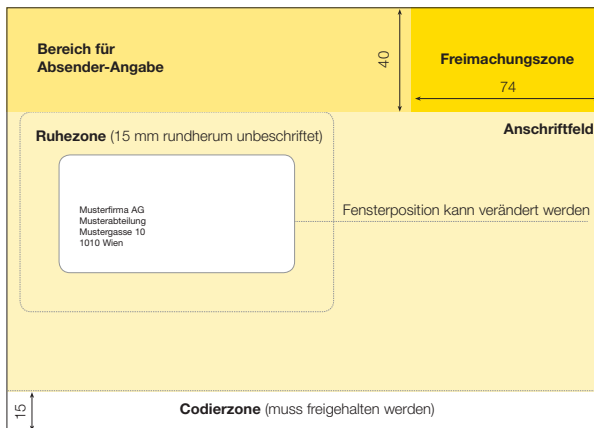 Bereich für
Absender-Angabe
40
Freimachungszone
74
Anschriftfeld
Ruhezone (15 mm rundherum unbeschriftet)
Musterfirma AG
Musterabteilung
Mustergasse 10
1010 Wien
Fensterposition kann verändert werden
15
Codierzone (muss freigehalten werden)